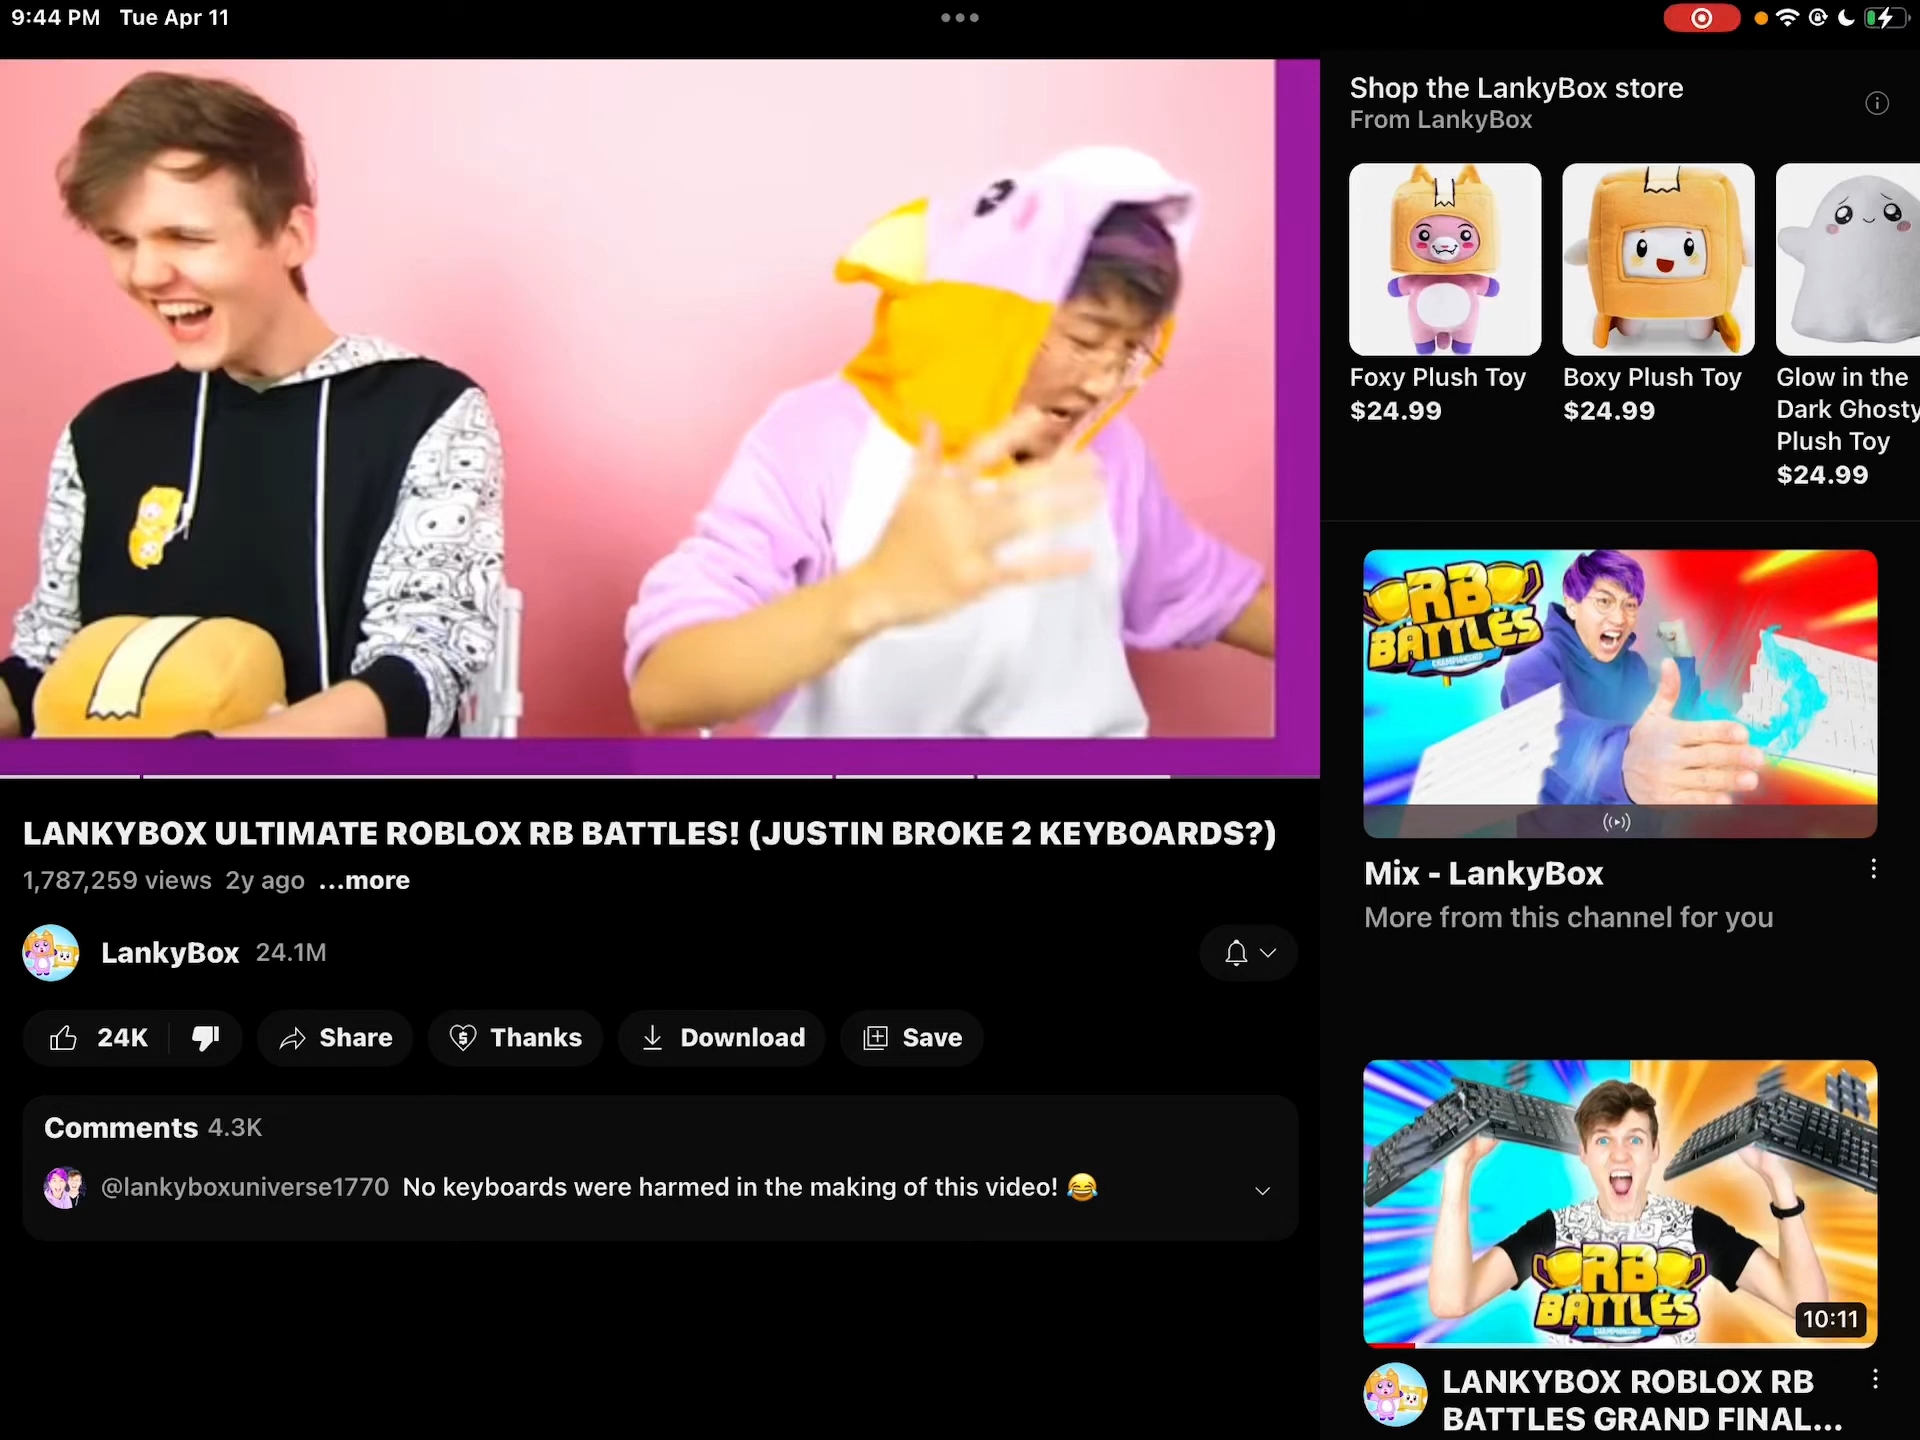 9:44 PM Tue Apr 11
Shop the LankyBox store
From LankyBox
Foxy Plush Toy
$24.99
Boxy Plush Toy
$24.99
Glow in the
Dark Ghosty
Plush Toy
$24.99
RB
BATTLES
CHAMPIONSHIP
Mix - LankyBox
More from this channel for you
LANKYBOX ULTIMATE ROBLOX RB BATTLES! (JUSTIN BROKE 2 KEYBOARDS?)
1,787,259 views 2y ago ...more
LankyBox 24.1M
24K
Share
Thanks
Download
Save
Comments 4.3K
@lankyboxuniverse1770 No keyboards were harmed in the making of this video! 😂
RB
BATTLES
CHAMPIONSHIP
10:11
LANKYBOX ROBLOX RB
BATTLES GRAND FINAL...